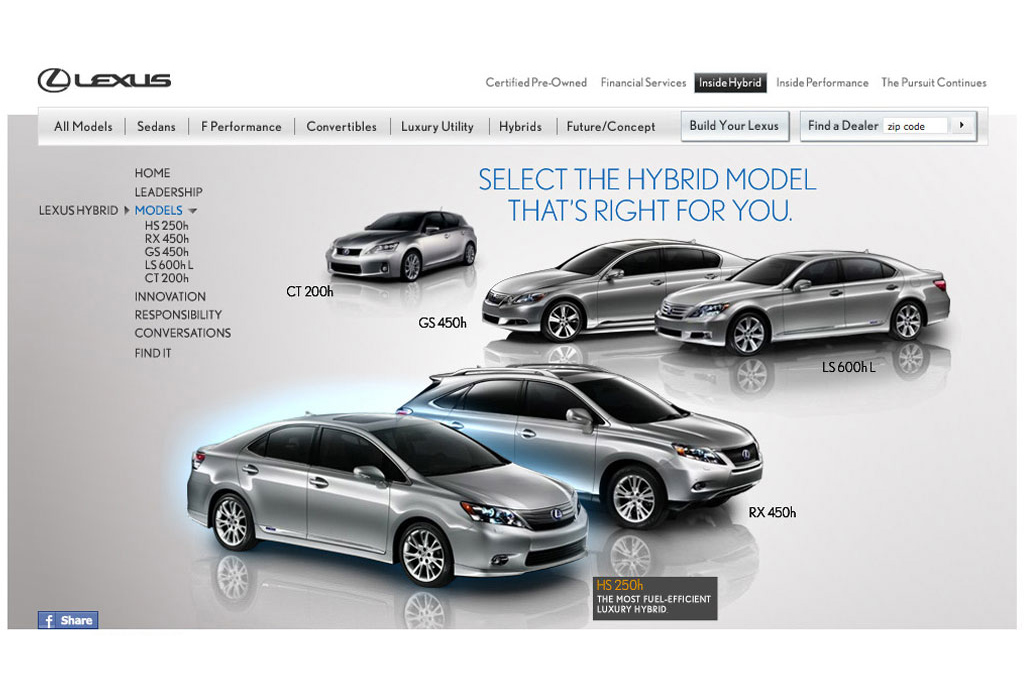 LEXUS
Certified Pre-Owned Financial Services Inside Hybrid Inside Performance The Pursuit Continues
All Models Sedans F Performance Convertibles Luxury Utility Hybrids Future/Concept Build Your Lexus Find a Dealer zip code
HOME
LEADERSHIP
LEXUS HYBRID MODELS
HS 250h
RX 450h
GS 450h
LS 600h L
CT 200h
INNOVATION
RESPONSIBILITY
CONVERSATIONS
FIND IT
SELECT THE HYBRID MODEL
THAT'S RIGHT FOR YOU.
CT 200h
GS 450h
LS 600h L
RX 450h
HS 250h
THE MOST FUEL-EFFICIENT
LUXURY HYBRID.
f Share